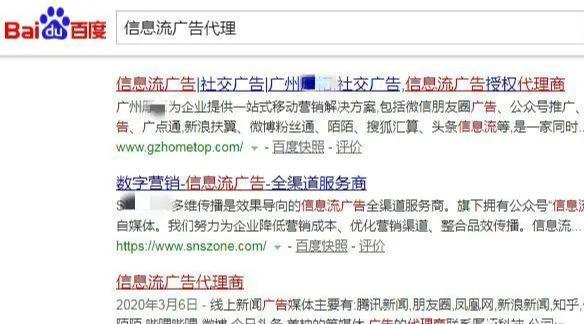 Baidu百度
信息流广告代理
信息流广告|社交广告|广州 社交广告,信息流广告授权代理商
广州 为企业提供一站式移动营销解决方案,包括微信朋友圈广告、公众号推广、
告、广点通,新浪扶翼、微博粉丝通、陌陌、搜狐汇算、头条信息流等,是一家同时...
www.gzhometop.com/ - 百度快照 - 评价
数字营销-信息流广告-全渠道服务商
S 多维传播是效果导向的信息流广告全渠道服务商。旗下拥有公众号“信息
自媒体。我们努力为企业降低营销成本、优化营销渠道、整合品效传播。信息流...
https://www.snszone.com/ - 百度快照 - 评价
信息流广告代理商
2020年3月6日 - 线上新闻广告媒体主要有:腾讯新闻,朋友圈,凤凰网,新浪新闻,知乎,